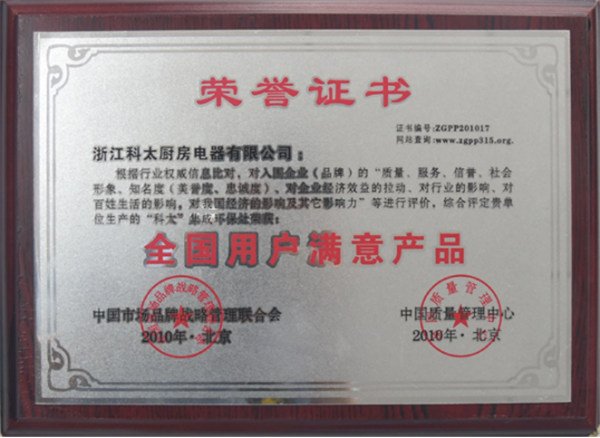 荣誉证书
证书编号:ZGPP201017
网站查询:www.zgpp315.org.
浙江科太厨房电器有限公司：
根据行业权威信息比对、对入围企业（品牌）的“质量、服务、信誉、社会
形象、知名度（美誉度、忠诚度）、对企业经济效益的拉动、对行业的影响、对
百姓生活的影响，对我国经济的影响及其它影响力”等进行评价，综合评定贵单
位生产的“科太”集成环保灶荣获：
全国用户满意产品
中国市场品牌战略管理联合会
2010年·北京
中国质量管理中心
2010年·北京